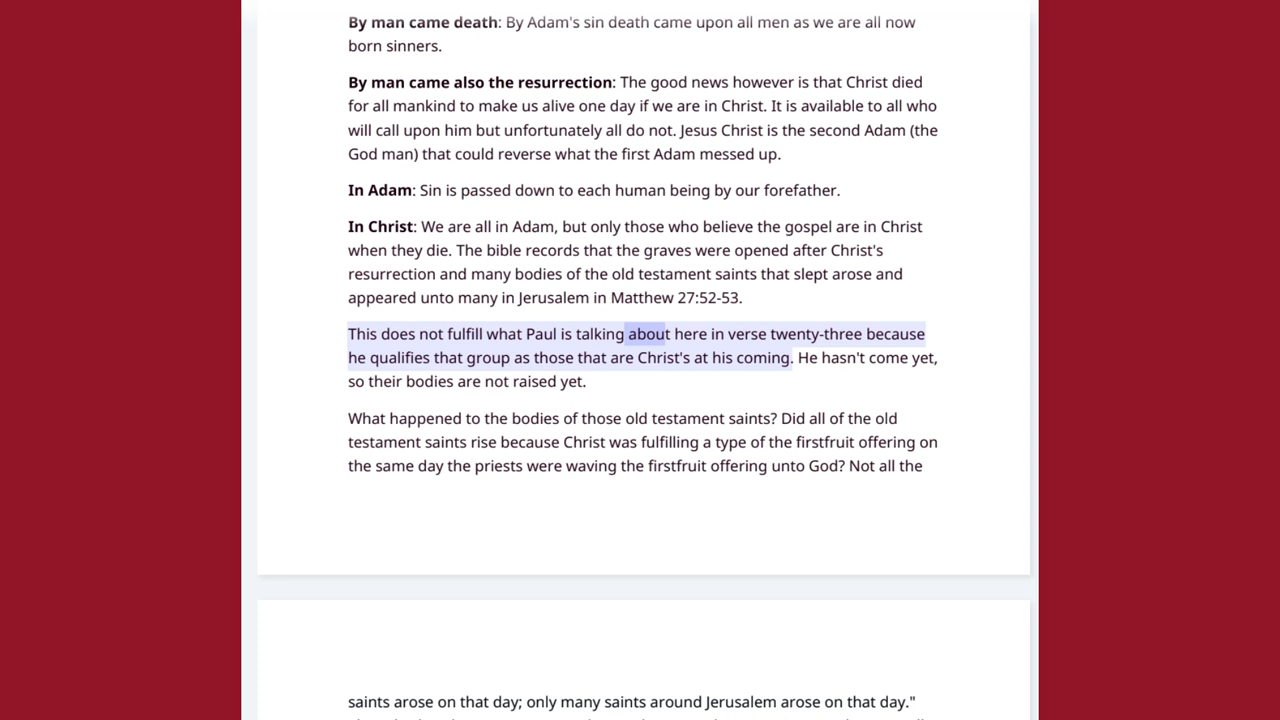 By man came death: By Adam's sin death came upon all men as we are all now
born sinners.
By man came also the resurrection: The good news however is that Christ died
for all mankind to make us alive one day if we are in Christ. It is available to all who
will call upon him but unfortunately all do not. Jesus Christ is the second Adam (the
God man) that could reverse what the first Adam messed up.
In Adam: Sin is passed down to each human being by our forefather.
In Christ: We are all in Adam, but only those who believe the gospel are in Christ
when they die. The bible records that the graves were opened after Christ's
resurrection and many bodies of the old testament saints that slept arose and
appeared unto many in Jerusalem in Matthew 27:52-53.
This does not fulfill what Paul is talking about here in verse twenty-three because
he qualifies that group as those that are Christ's at his coming. He hasn't come yet,
so their bodies are not raised yet.
What happened to the bodies of those old testament saints? Did all of the old
testament saints rise because Christ was fulfilling a type of the firstfruit offering on
the same day the priests were waving the firstfruit offering unto God? Not all the
saints arose on that day; only many saints around Jerusalem arose on that day."